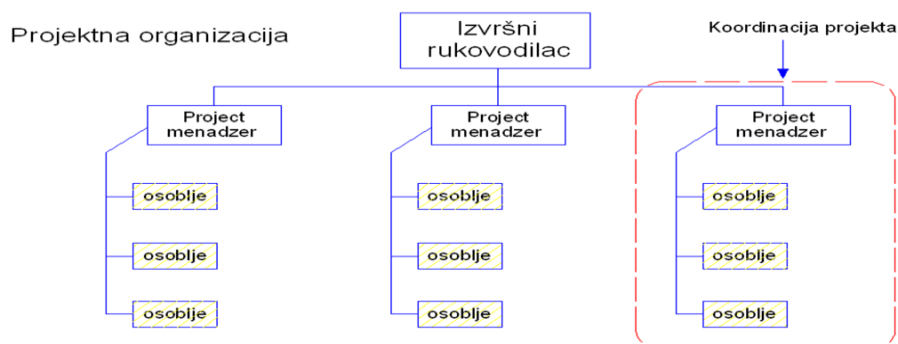 Projektna organizacija
Izvršni
rukovodilac
Koordinacija projekta
Project
menadzer
Project
menadzer
Project
menadzer
osoblje
osoblje
osoblje
osoblje
osoblje
osoblje
osoblje
osoblje
osoblje